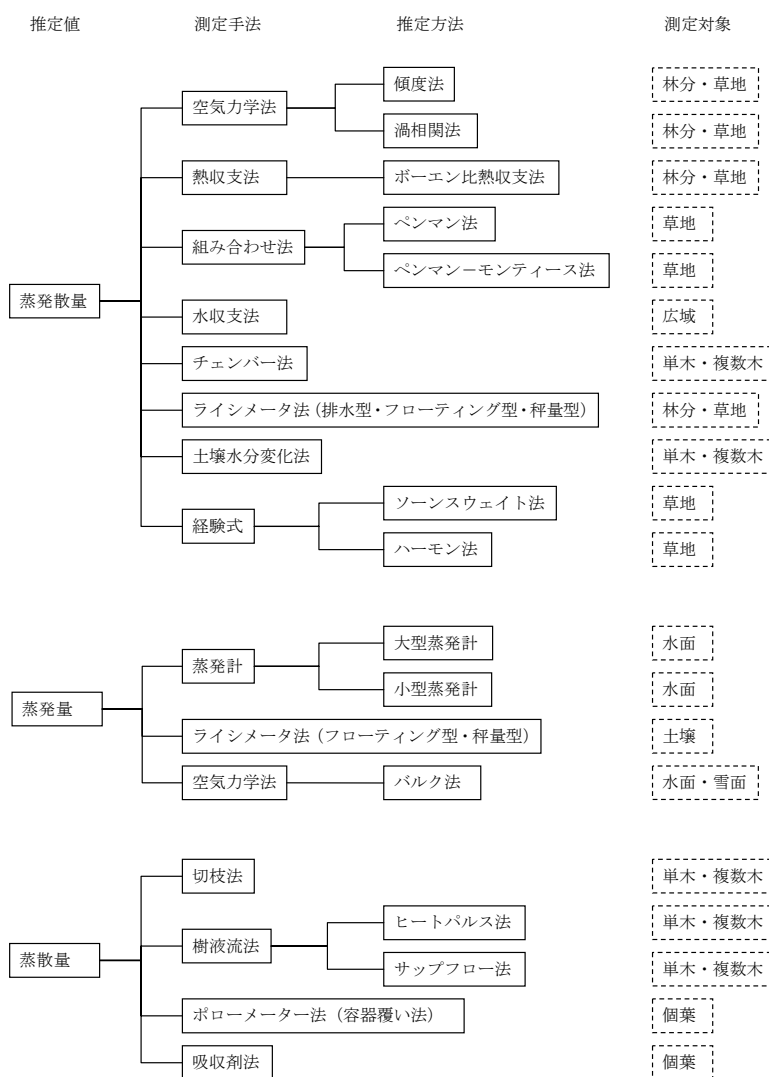 推定値 測定手法 推定方法 測定対象
傾度法 林分・草地
空気力学法
渦相関法 林分・草地
熱収支法 ボーエン比熱収支法 林分・草地
ペンマン法 草地
組み合わせ法
ペンマン－モンティース法 草地
蒸発散量
水収支法 広域
チェンバー法 単木・複数木
ライシメータ法（排水型・フローティング型・秤量型） 林分・草地
土壌水分変化法 単木・複数木
ソーンスウェイト法 草地
経験式
ハーモン法 草地
大型蒸発計 水面
蒸発計
小型蒸発計 水面
蒸発量
ライシメータ法（フローティング型・秤量型） 土壌
空気力学法 バルク法 水面・雪面
切枝法 単木・複数木
ヒートパルス法 単木・複数木
樹液流法
蒸散量
サップフロー法 単木・複数木
ポローメーター法（容器覆い法） 個葉
吸収剤法 個葉